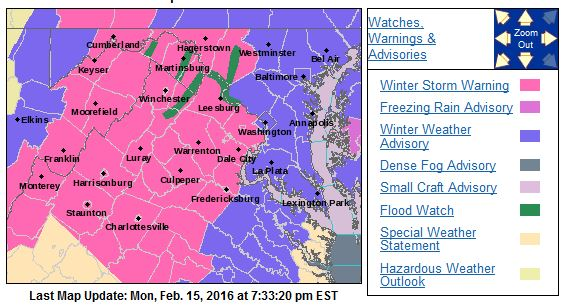 Cumberland
Hagerstown
Westminster
Bel Air
Keyser
Martinsburg
Baltimore
Winchester
Leesburg
Moorefield
Annapolis
Elkins
Washington
Franklin
Luray
Warrenton
Dale City
La Plata
Monterey
Harrisonburg
Culpeper
Fredericksburg
Lexington Park
Staunton
Charlottesville
Last Map Update: Mon, Feb. 15, 2016 at 7:33:20 pm EST
Watches,
Warnings &
Advisories
Zoom
Out
Winter Storm Warning
Freezing Rain Advisory
Winter Weather
Advisory
Dense Fog Advisory
Small Craft Advisory
Flood Watch
Special Weather
Statement
Hazardous Weather
Outlook